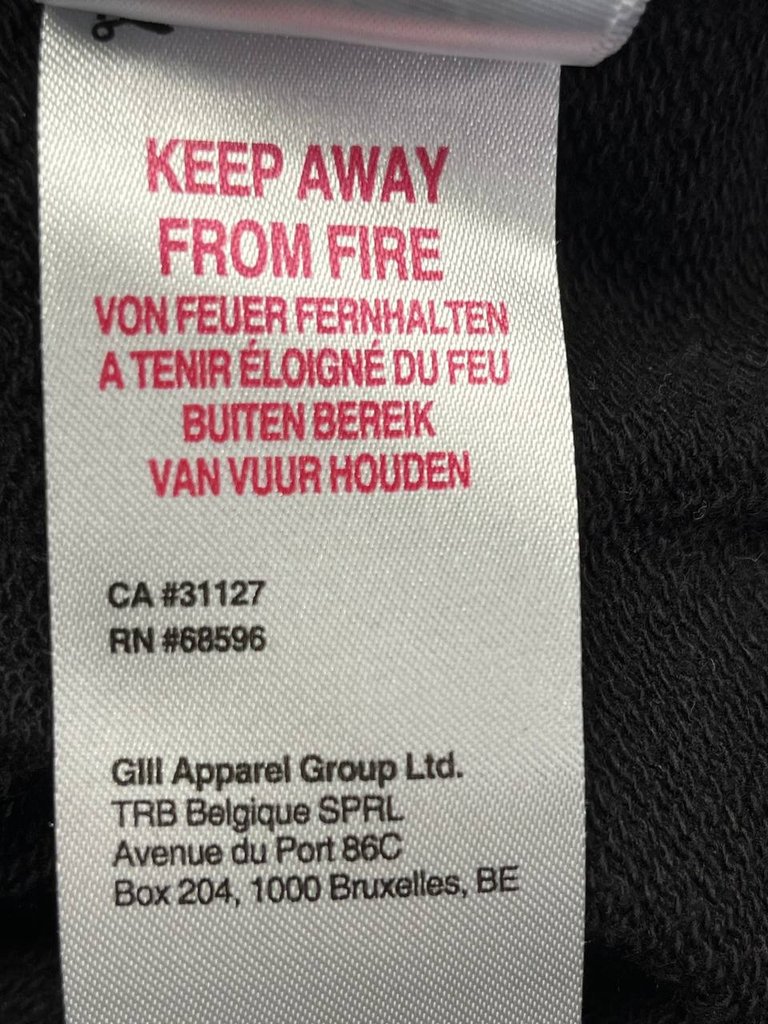 KEEP AWAY
FROM FIRE
VON FEUER FERNHALTEN
A TENIR ÉLOIGNÉ DU FEU
BUITEN BEREIK
VAN VUUR HOUDEN
CA #31127
RN #68596
GIII Apparel Group Ltd.
TRB Belgique SPRL
Avenue du Port 86C
Box 204, 1000 Bruxelles, BE